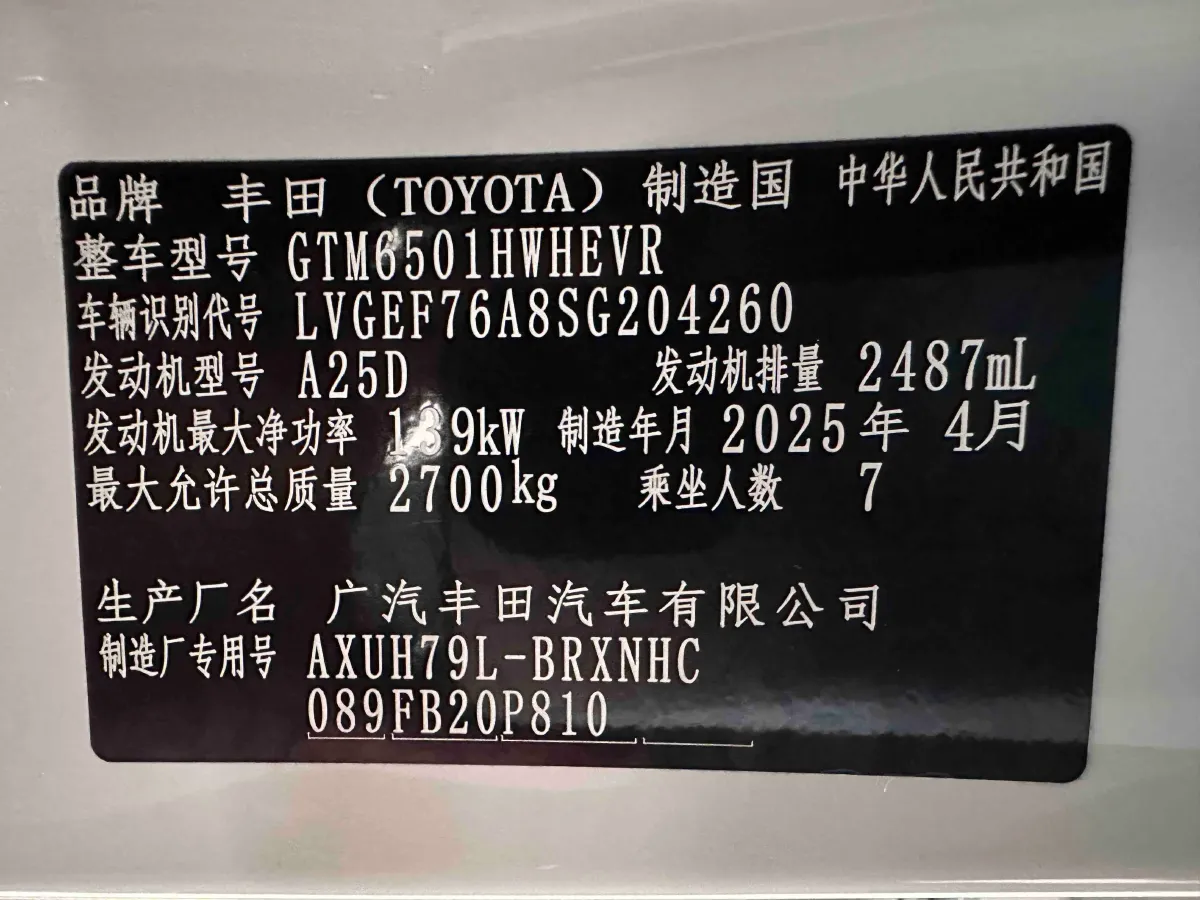 品牌 丰田（TOYOTA）制造国 中华人民共和国
整车型号 GTM6501HWHEVR
车辆识别代号 LVGEF76A8SG204260
发动机型号 A25D 发动机排量 2487mL
发动机最大净功率 139kW 制造年月 2025年 4月
最大允许总质量 2700kg 乘坐人数 7
生产厂名 广汽丰田汽车有限公司
制造厂专用号 AXUH79L-BRXNHC
089FB20P810